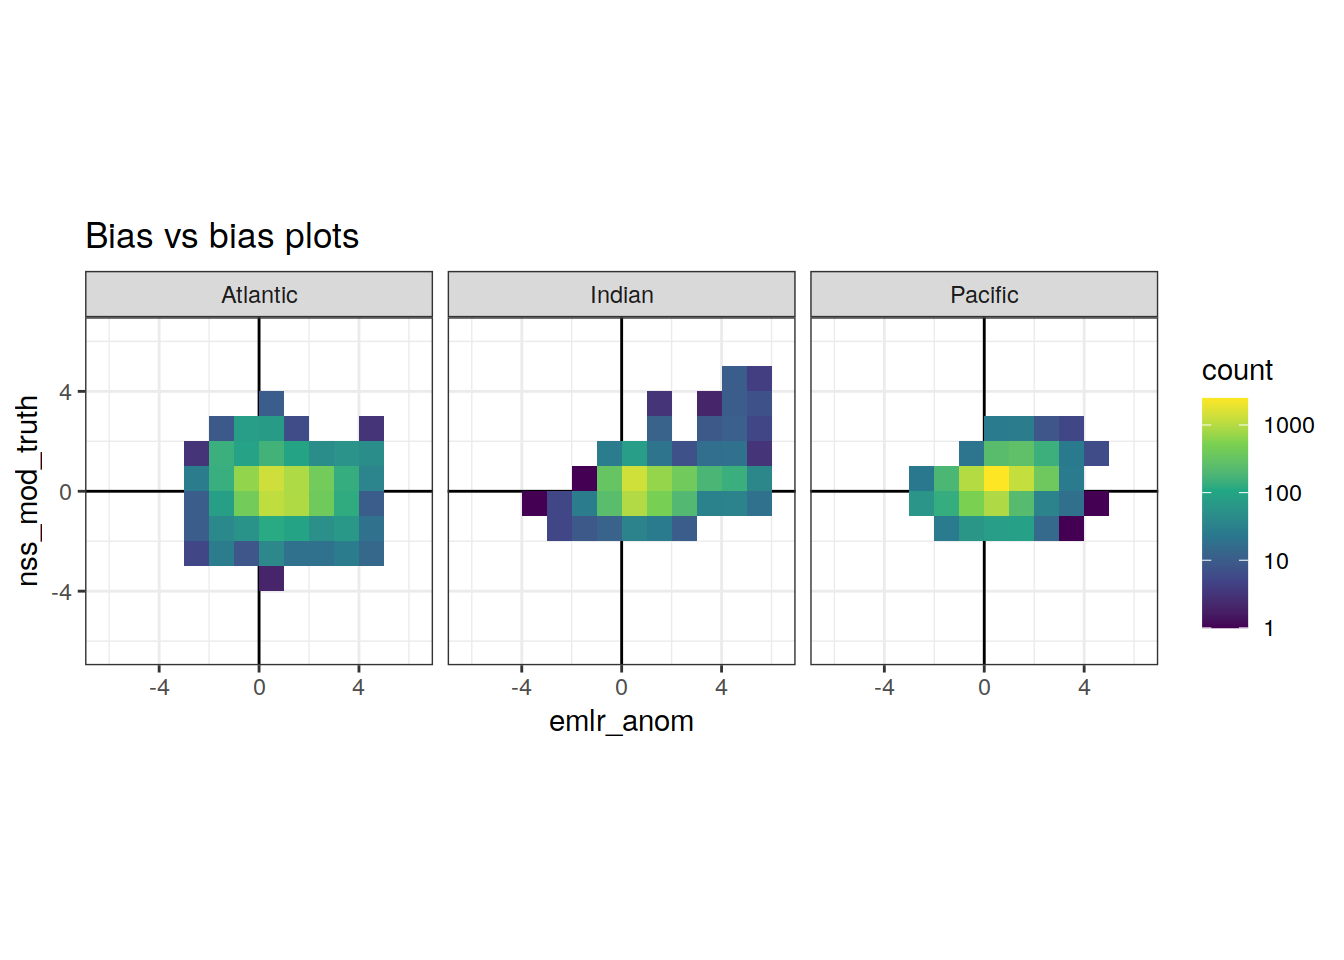 Bias vs bias plots
Atlantic
Indian
Pacific
nss_mod_truth
4
0
-4
-4 0 4
-4 0 4
-4 0 4
emlr_anom
count
1000
100
10
1